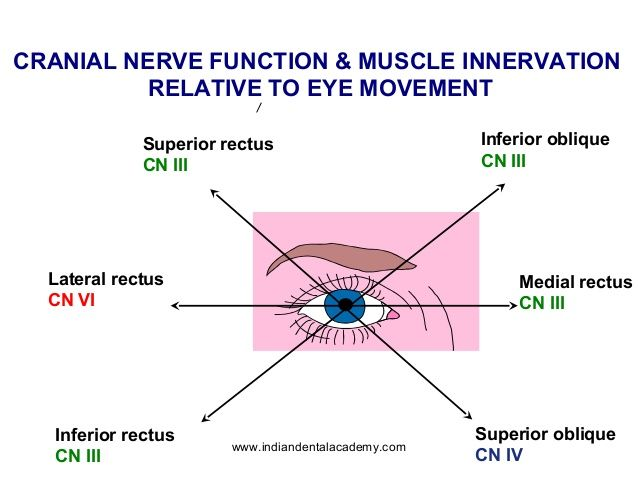 CRANIAL NERVE FUNCTION & MUSCLE INNERVATION
RELATIVE TO EYE MOVEMENT
/
Superior rectus
CN III
Inferior oblique
CN III
Lateral rectus
CN VI
Medial rectus
CN III
Inferior rectus
CN III
www.indiandentalacademy.com
Superior oblique
CN IV